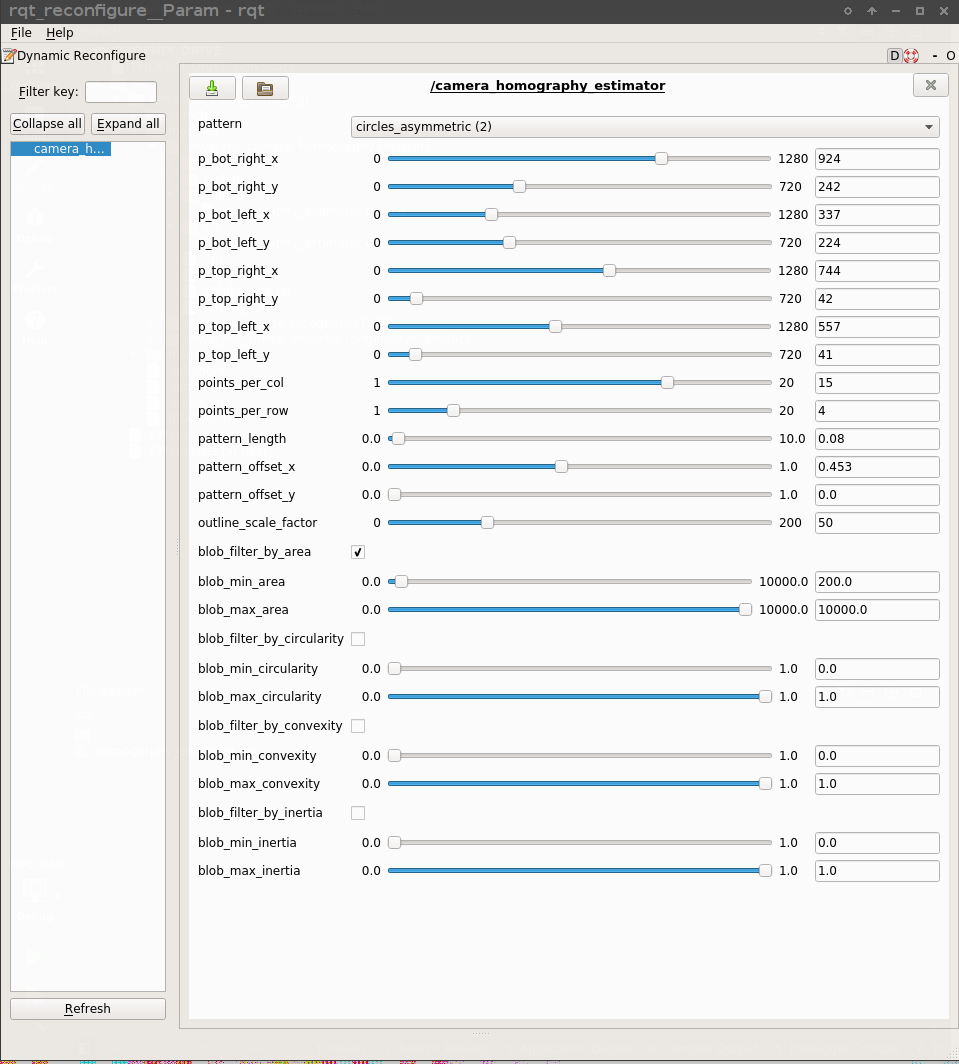 rqt_reconfigure__Param - rqt
File Help
Dynamic Reconfigure D - O
Filter key:
Collapse all Expand all
camera_h...
/camera_homography_estimator
pattern circles_asymmetric (2)
p_bot_right_x 0 1280 924
p_bot_right_y 0 720 242
p_bot_left_x 0 1280 337
p_bot_left_y 0 720 224
p_top_right_x 0 1280 744
p_top_right_y 0 720 42
p_top_left_x 0 1280 557
p_top_left_y 0 720 41
points_per_col 1 20 15
points_per_row 1 20 4
pattern_length 0.0 10.0 0.08
pattern_offset_x 0.0 1.0 0.453
pattern_offset_y 0.0 1.0 0.0
outline_scale_factor 0 200 50
blob_filter_by_area
blob_min_area 0.0 10000.0 200.0
blob_max_area 0.0 10000.0 10000.0
blob_filter_by_circularity
blob_min_circularity 0.0 1.0 0.0
blob_max_circularity 0.0 1.0 1.0
blob_filter_by_convexity
blob_min_convexity 0.0 1.0 0.0
blob_max_convexity 0.0 1.0 1.0
blob_filter_by_inertia
blob_min_inertia 0.0 1.0 0.0
blob_max_inertia 0.0 1.0 1.0
Refresh